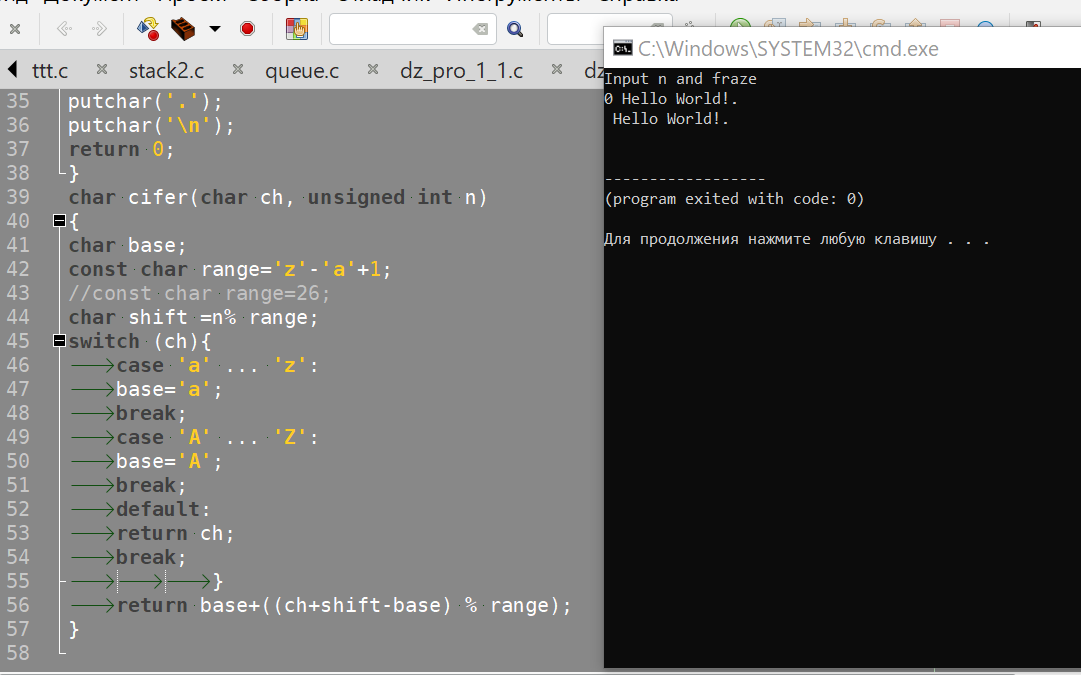 Документ
ttt.c stack2.c queue.c dz_pro_1_1.c dz
35 putchar('.');
36 putchar('\n');
37 return 0;
38 }
39 char cifer(char ch, unsigned int n)
40 {
41 char base;
42 const char range='z'-'a'+1;
43 //const char range=26;
44 char shift =n% range;
45 switch (ch){
46 case 'a' ... 'z':
47 base='a';
48 break;
49 case 'A' ... 'Z':
50 base='A';
51 break;
52 default:
53 return ch;
54 break;
55 }
56 return base+((ch+shift-base) % range);
57 }
58
C:\Windows\SYSTEM32\cmd.exe
Input n and fraze
0 Hello World!.
 Hello World!.
------------------
(program exited with code: 0)
Для продолжения нажмите любую клавишу . . .